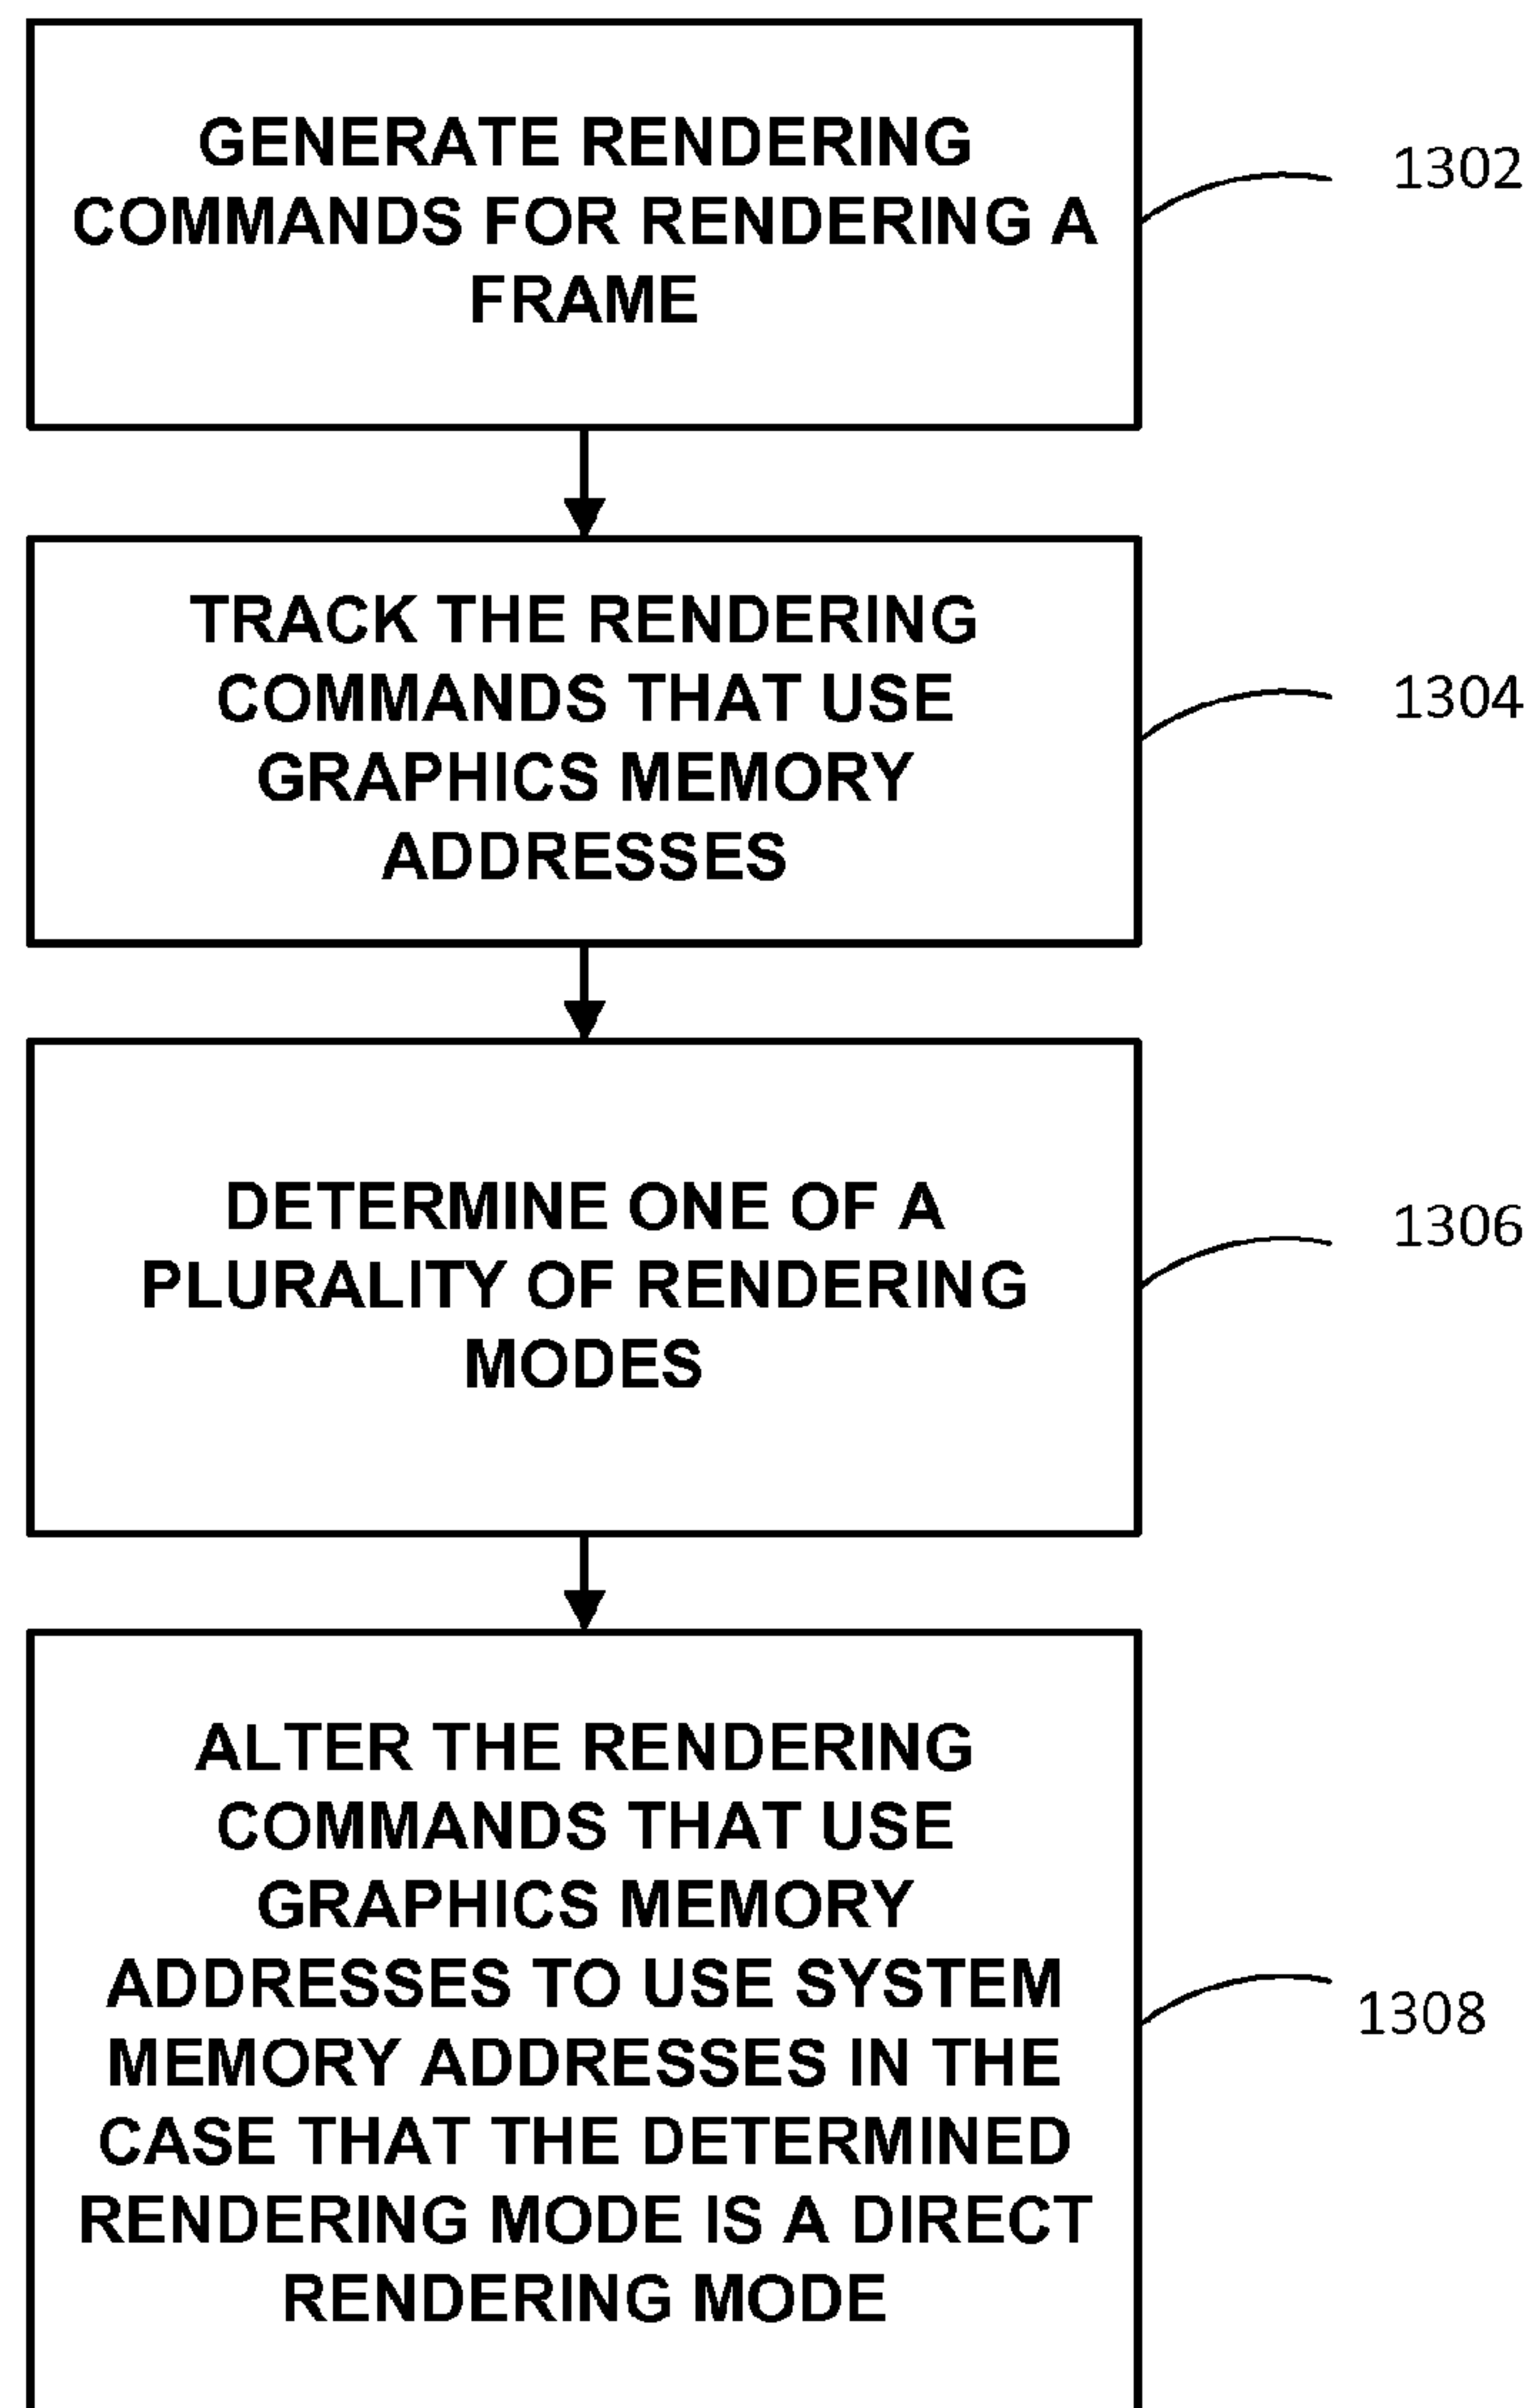 GENERATE RENDERING
COMMANDS FOR RENDERING A
FRAME
1302
TRACK THE RENDERING
COMMANDS THAT USE
GRAPHICS MEMORY
ADDRESSES
1304
DETERMINE ONE OF A
PLURALITY OF RENDERING
MODES
1306
ALTER THE RENDERING
COMMANDS THAT USE
GRAPHICS MEMORY
ADDRESSES TO USE SYSTEM
MEMORY ADDRESSES IN THE
CASE THAT THE DETERMINED
RENDERING MODE IS A DIRECT
RENDERING MODE
1308